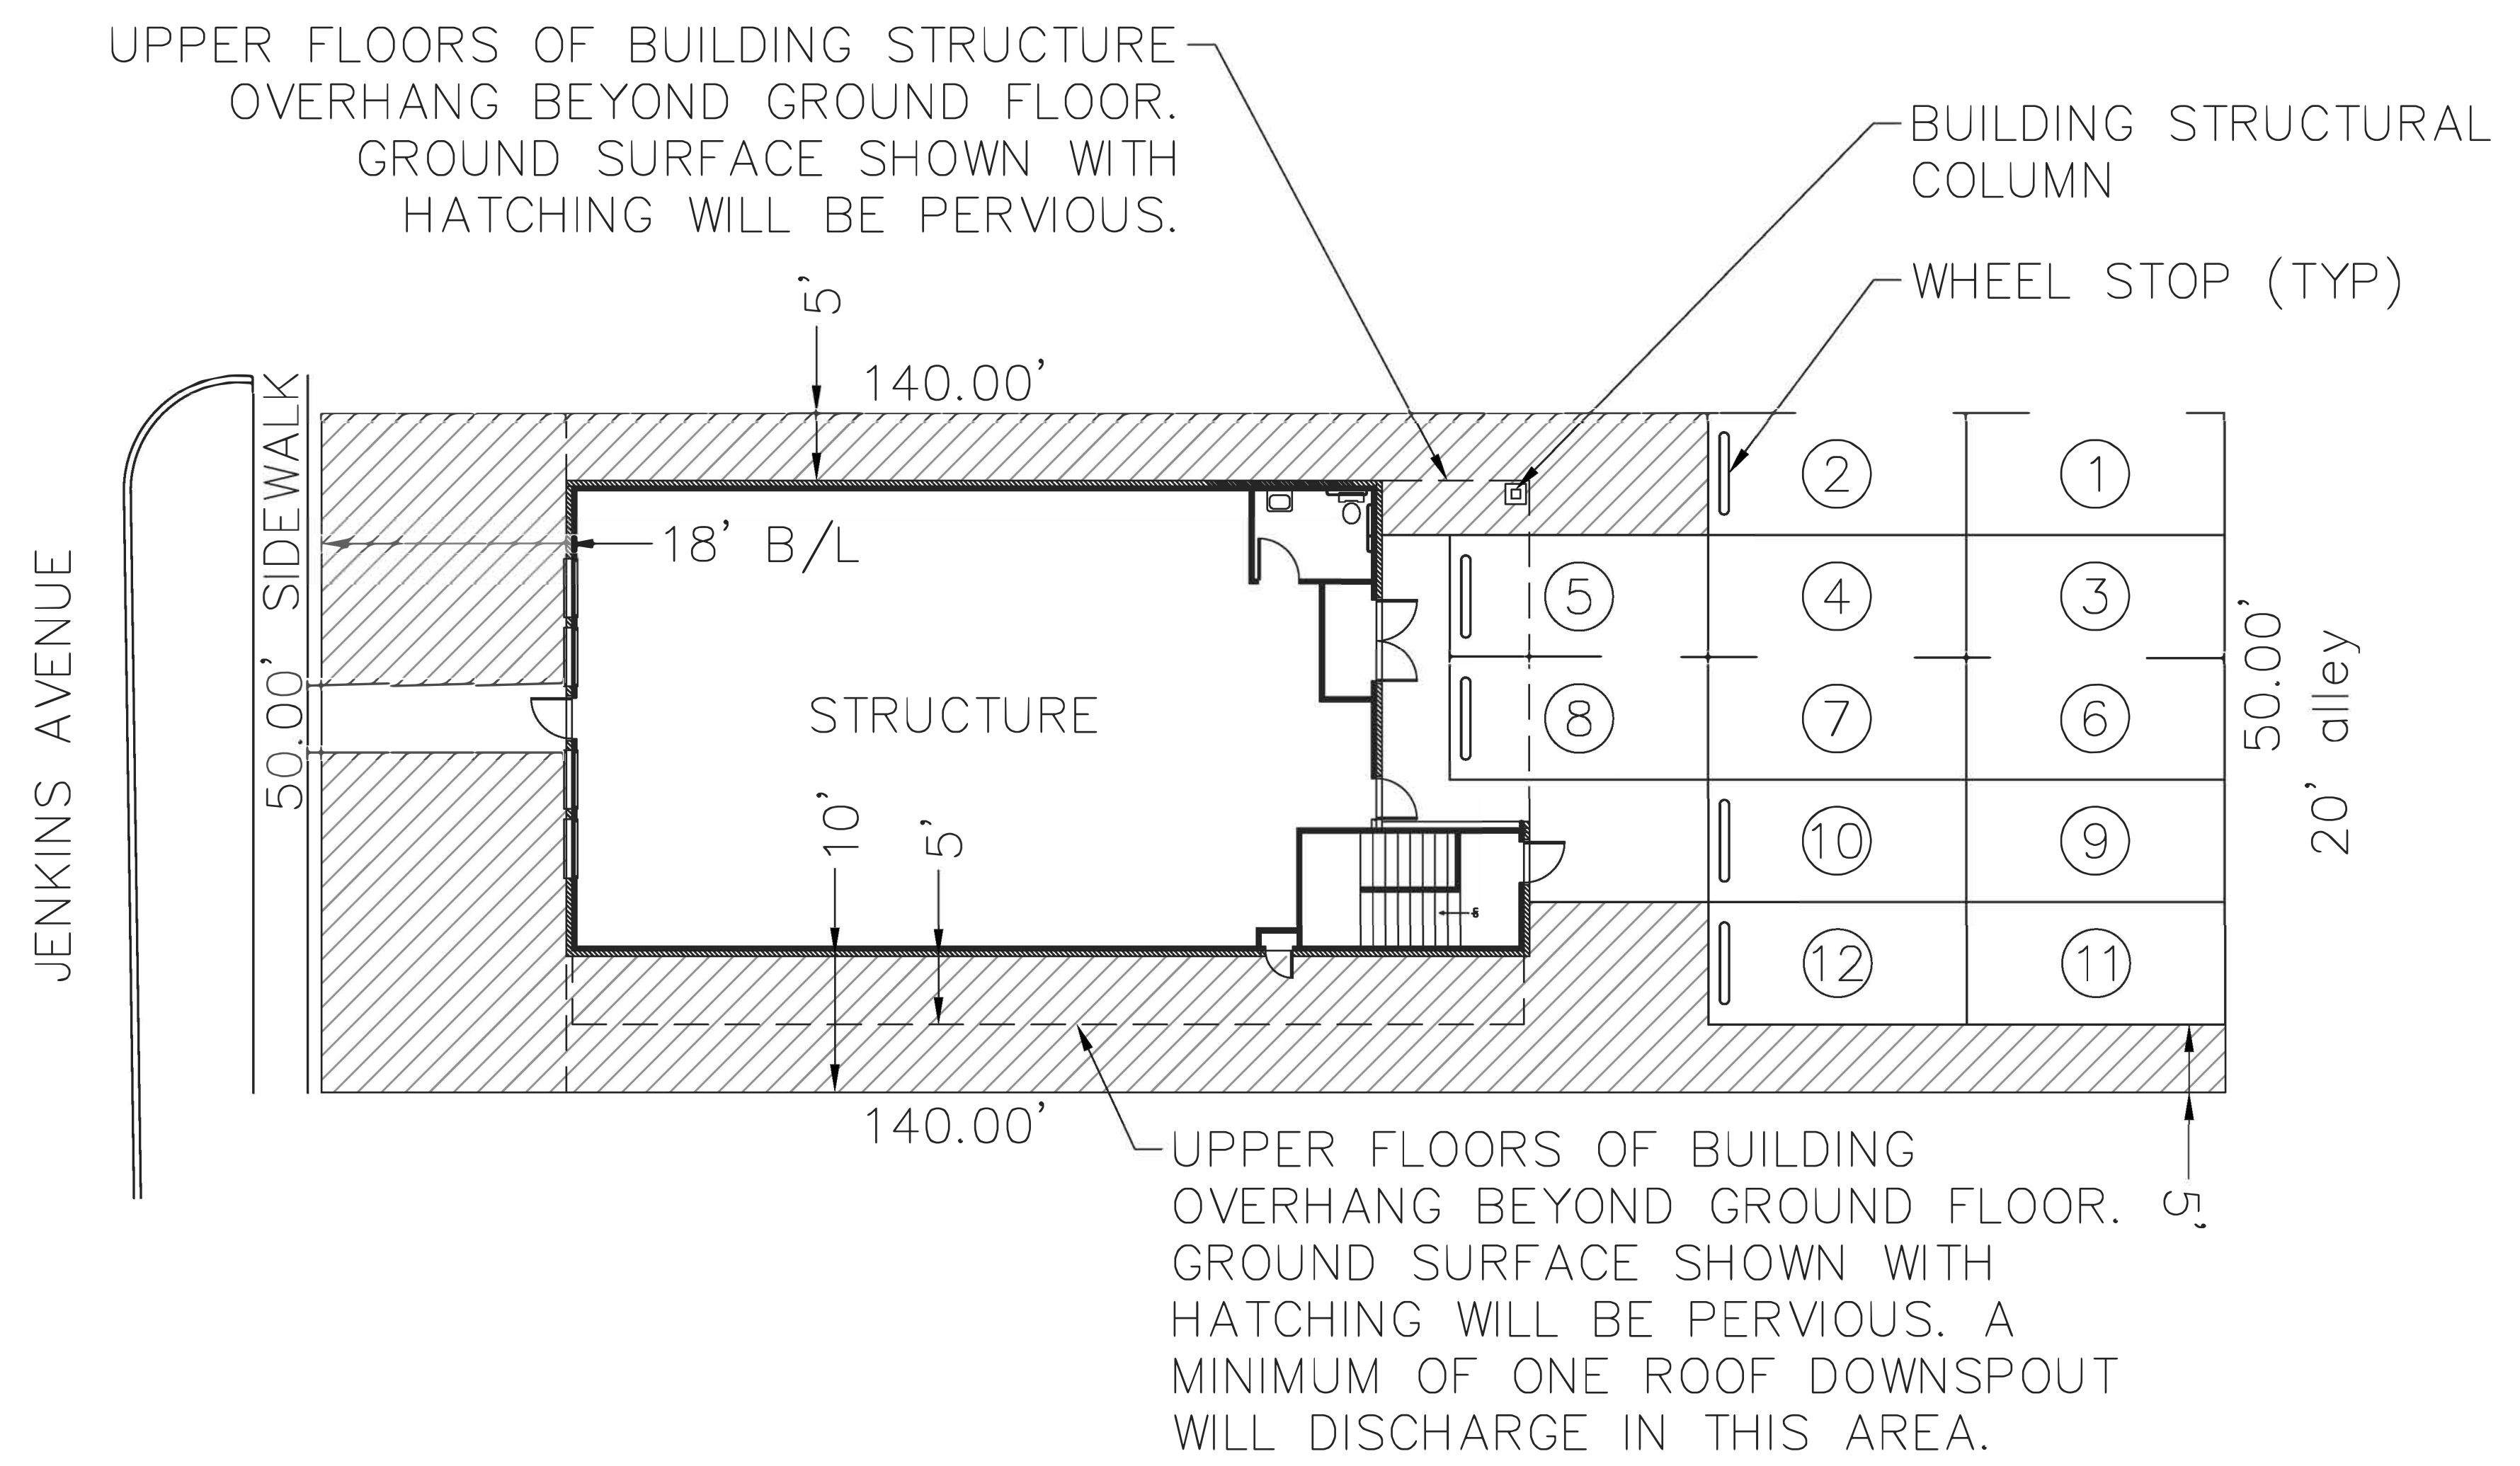 UPPER FLOORS OF BUILDING STRUCTURE
OVERHANG BEYOND GROUND FLOOR.
GROUND SURFACE SHOWN WITH
HATCHING WILL BE PERVIOUS.
BUILDING STRUCTURAL
COLUMN
WHEEL STOP (TYP)
5'
140.00'
JENKINS AVENUE
SIDEWALK
50.00'
18' B/L
STRUCTURE
10'
5'
2
1
5
4
3
8
7
6
10
9
12
11
50.00'
20' alley
140.00'
5'
UPPER FLOORS OF BUILDING
OVERHANG BEYOND GROUND FLOOR.
GROUND SURFACE SHOWN WITH
HATCHING WILL BE PERVIOUS. A
MINIMUM OF ONE ROOF DOWNSPOUT
WILL DISCHARGE IN THIS AREA.